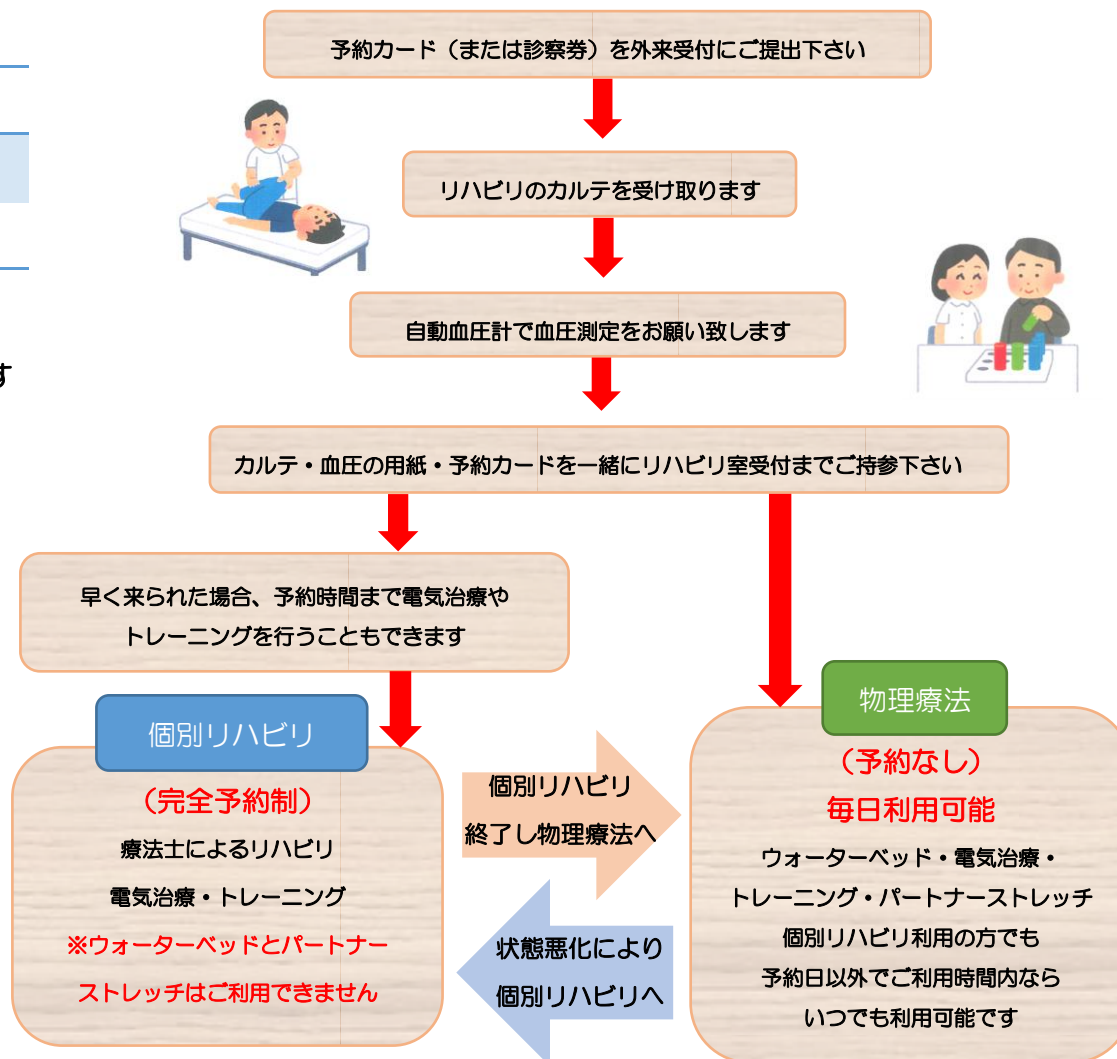 予約カード（または診察券）を外来受付にご提出下さい
リハビリのカルテを受け取ります
自動血圧計で血圧測定をお願い致します
す
カルテ・血圧の用紙・予約カードを一緒にリハビリ室受付までご持参下さい
早く来られた場合、予約時間まで電気治療や
トレーニングを行うこともできます
個別リハビリ
（完全予約制）
療法士によるリハビリ
電気治療・トレーニング
※ウォーターベッドとパートナー
ストレッチはご利用できません
個別リハビリ
終了し物理療法へ
状態悪化により
個別リハビリへ
物理療法
（予約なし）
毎日利用可能
ウォーターベッド・電気治療・
トレーニング・パートナーストレッチ
個別リハビリ利用の方でも
予約日以外でご利用時間内なら
いつでも利用可能です